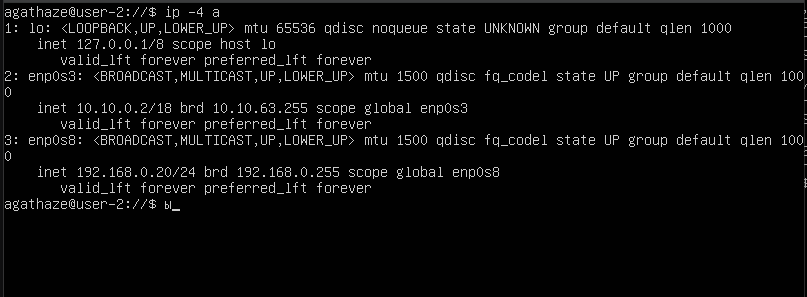 agathaze@user-2://$ ip -4 a
1: lo: <LOOPBACK,UP,LOWER_UP> mtu 65536 qdisc noqueue state UNKNOWN group default qlen 1000
    inet 127.0.0.1/8 scope host lo
       valid_lft forever preferred_lft forever
2: enp0s3: <BROADCAST,MULTICAST,UP,LOWER_UP> mtu 1500 qdisc fq_codel state UP group default qlen 100
0
    inet 10.10.0.2/18 brd 10.10.63.255 scope global enp0s3
       valid_lft forever preferred_lft forever
3: enp0s8: <BROADCAST,MULTICAST,UP,LOWER_UP> mtu 1500 qdisc fq_codel state UP group default qlen 100
0
    inet 192.168.0.20/24 brd 192.168.0.255 scope global enp0s8
       valid_lft forever preferred_lft forever
agathaze@user-2://$ ы_